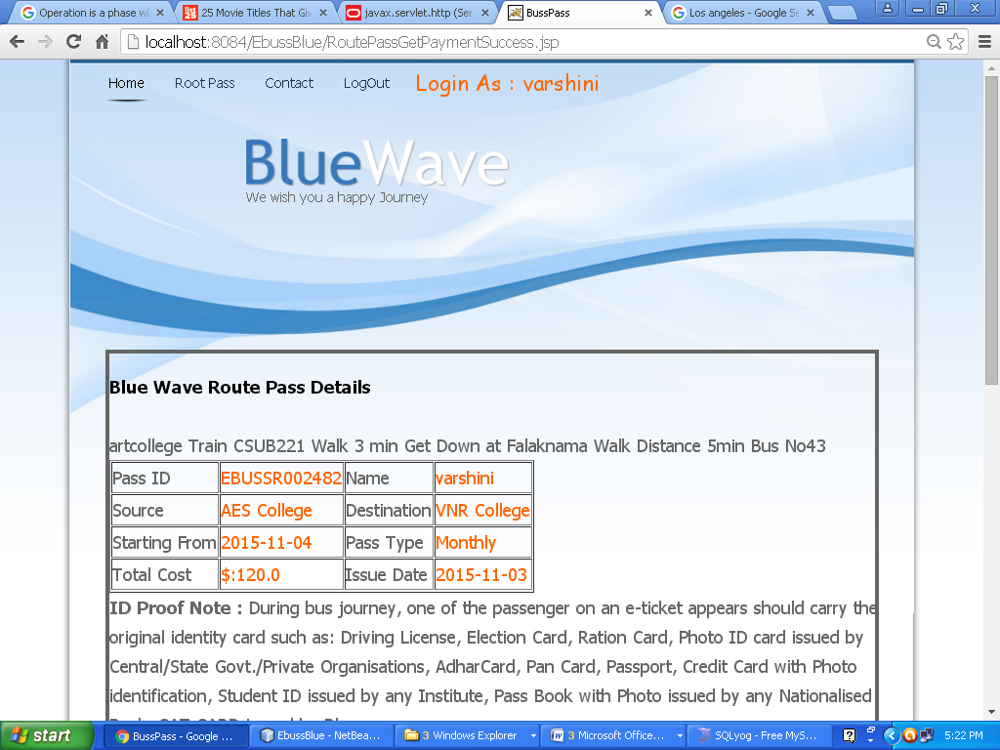 Operation is a phase wh
25 Movie Titles That Giv
javax.servlet.http (Ser
BussPass
Los angeles - Google Se
localhost:8084/EbussBlue/RoutePassGetPaymentSuccess.jsp
Home Root Pass Contact LogOut Login As : varshini
BlueWave
We wish you a happy Journey
Blue Wave Route Pass Details
artcollege Train CSUB221 Walk 3 min Get Down at Falaknama Walk Distance 5min Bus No43
Pass ID EBUSSR002482 Name varshini
Source AES College Destination VNR College
Starting From 2015-11-04 Pass Type Monthly
Total Cost $:120.0 Issue Date 2015-11-03
ID Proof Note : During bus journey, one of the passenger on an e-ticket appears should carry the
original identity card such as: Driving License, Election Card, Ration Card, Photo ID card issued by
Central/State Govt./Private Organisations, AdharCard, Pan Card, Passport, Credit Card with Photo
identification, Student ID issued by any Institute, Pass Book with Photo issued by any Nationalised
start BussPass - Google ... EbussBlue - NetBea... 3 Windows Explorer 3 Microsoft Office... SQLyog - Free MyS... 5:22 PM